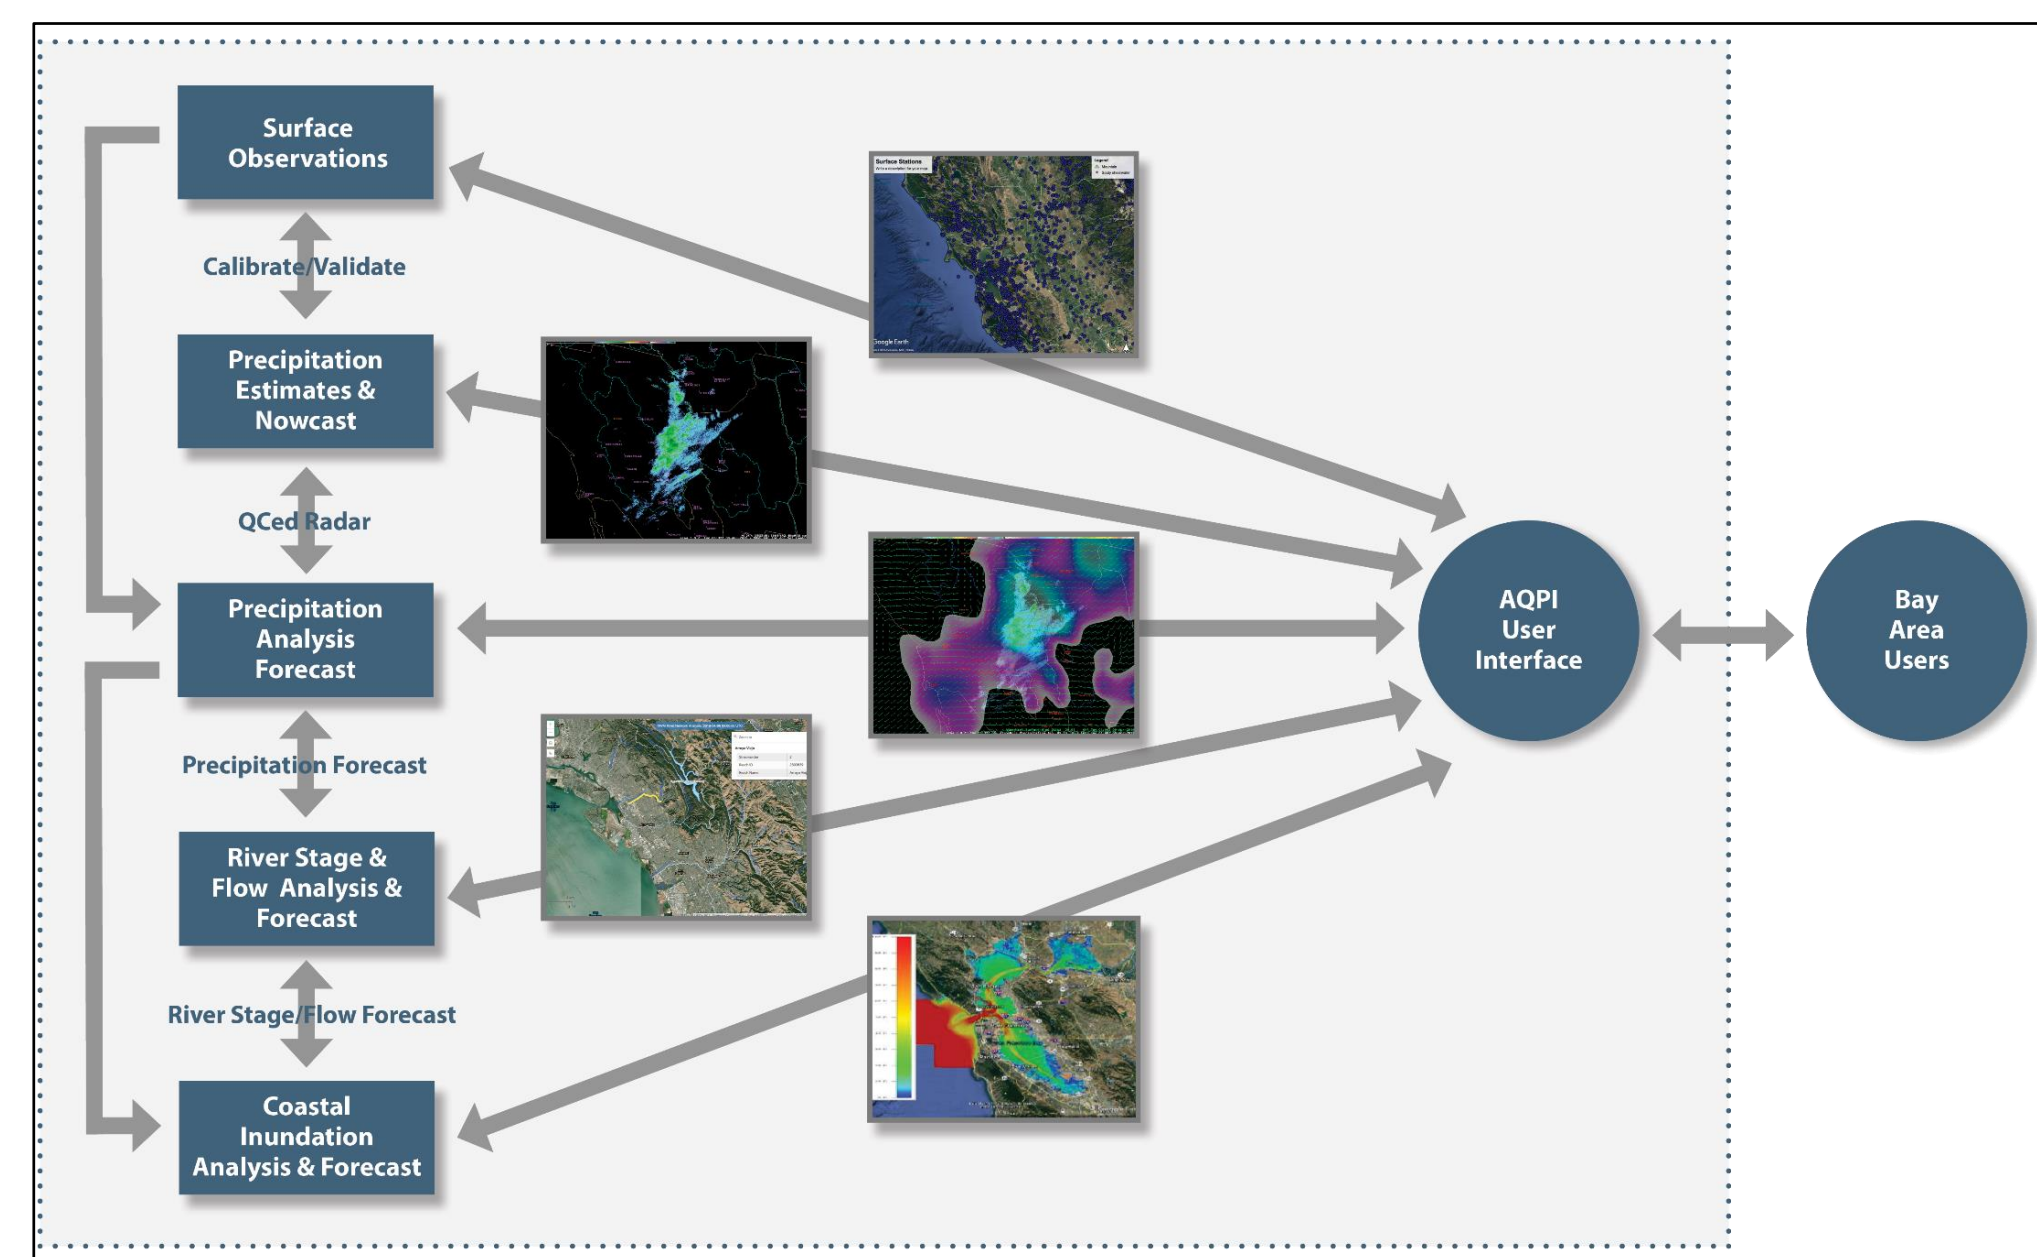 Surface
Observations
Calibrate/Validate
Precipitation
Estimates &
Nowcast
QCed Radar
Precipitation
Analysis
Forecast
Precipitation Forecast
River Stage &
Flow Analysis &
Forecast
River Stage/Flow Forecast
Coastal
Inundation
Analysis & Forecast
Surface Stations
Legend
Google Earth
AQPI
User
Interface
Bay
Area
Users